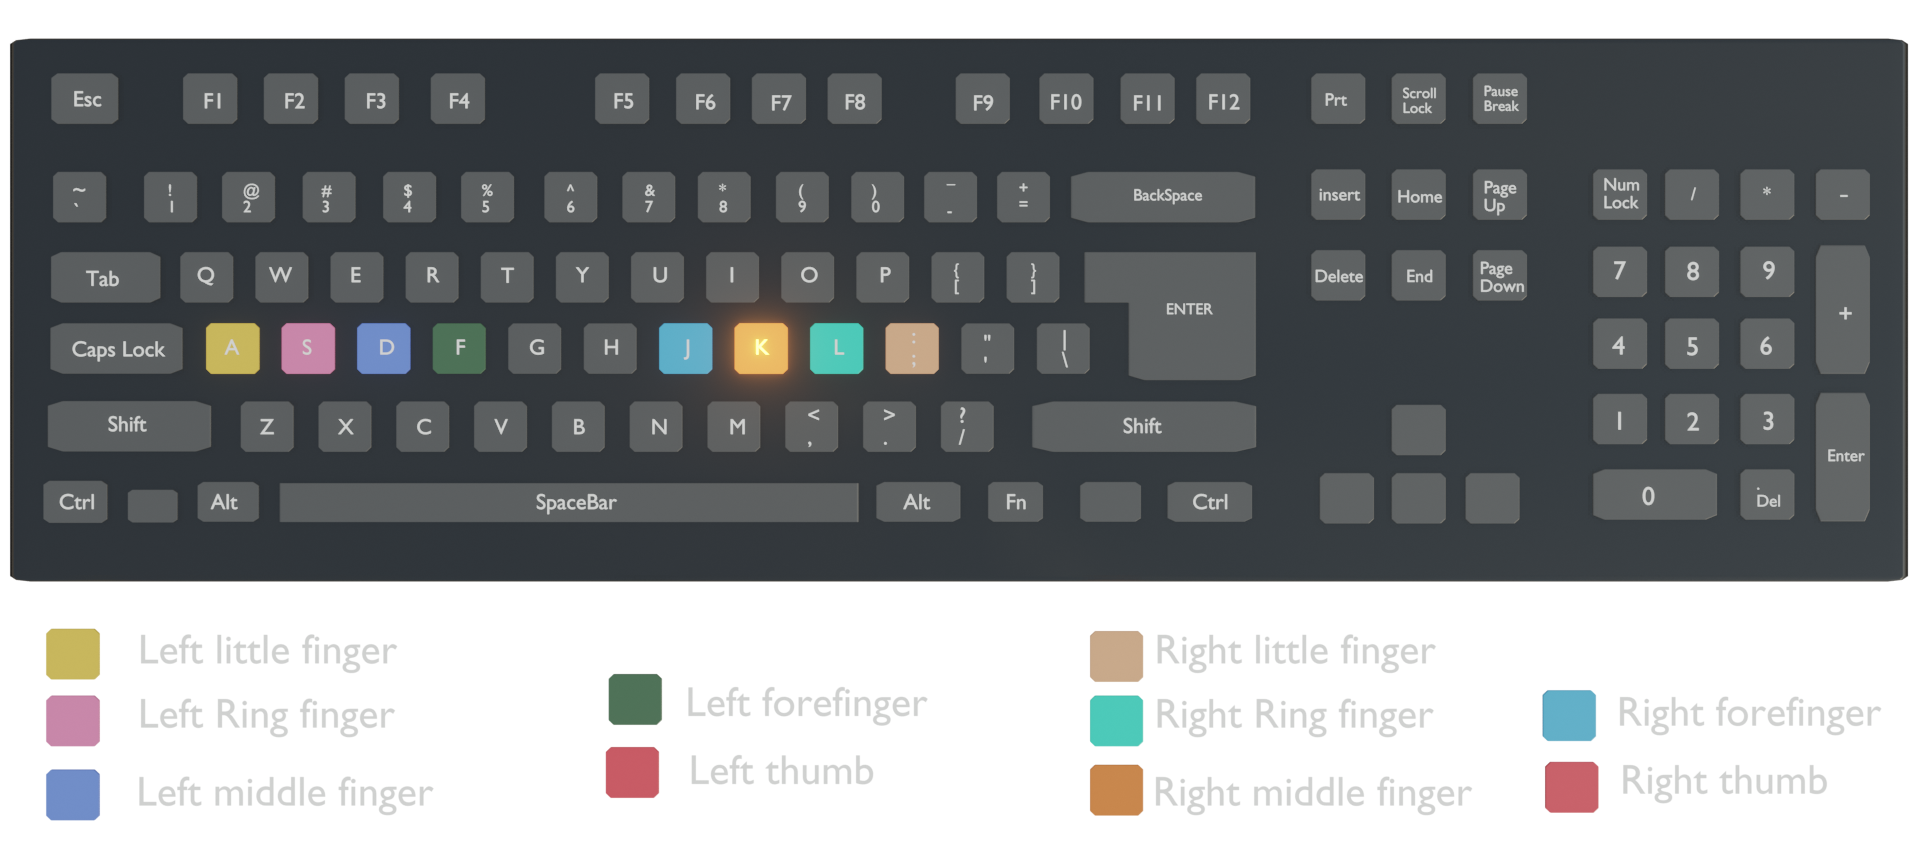 Esc F1 F2 F3 F4 F5 F6 F7 F8 F9 F10 F11 F12 Prt Scroll Lock Pause Break
~ ` ! 1 @ 2 # 3 $ 4 % 5 ^ 6 & 7 * 8 ( 9 ) 0 _ - + = BackSpace insert Home Page Up Num Lock / * -
Tab Q W E R T Y U I O P { [ } ] ENTER Delete End Page Down 7 8 9 +
Caps Lock A S D F G H J K L : ; " ' | \ 4 5 6
Shift Z X C V B N M < , > . ? / Shift 1 2 3 Enter
Ctrl Alt SpaceBar Alt Fn Ctrl 0 . Del
Left little finger
Left Ring finger
Left middle finger
Left forefinger
Left thumb
Right little finger
Right Ring finger
Right middle finger
Right forefinger
Right thumb